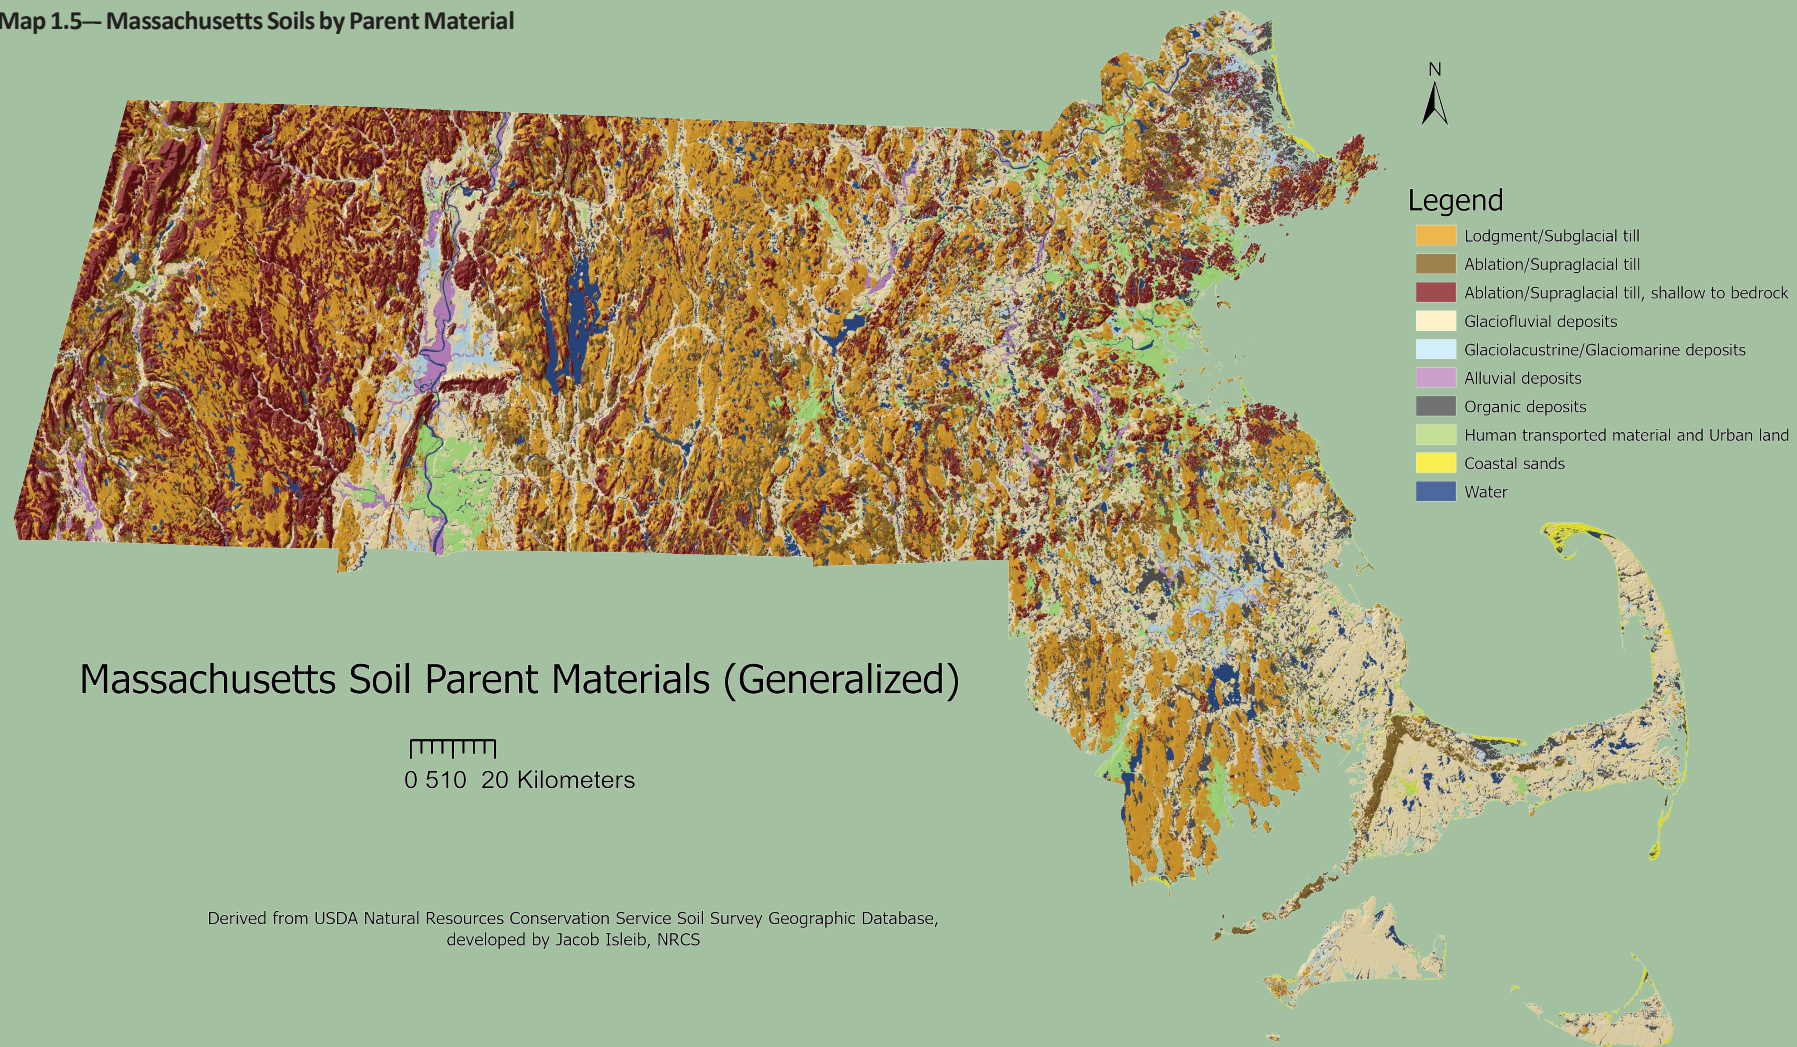 Map 1.5— Massachusetts Soils by Parent Material
N
Legend
Lodgment/Subglacial till
Ablation/Supraglacial till
Ablation/Supraglacial till, shallow to bedrock
Glaciofluvial deposits
Glaciolacustrine/Glaciomarine deposits
Alluvial deposits
Organic deposits
Human transported material and Urban land
Coastal sands
Water
Massachusetts Soil Parent Materials (Generalized)
0 510 20 Kilometers
Derived from USDA Natural Resources Conservation Service Soil Survey Geographic Database,
developed by Jacob Isleib, NRCS